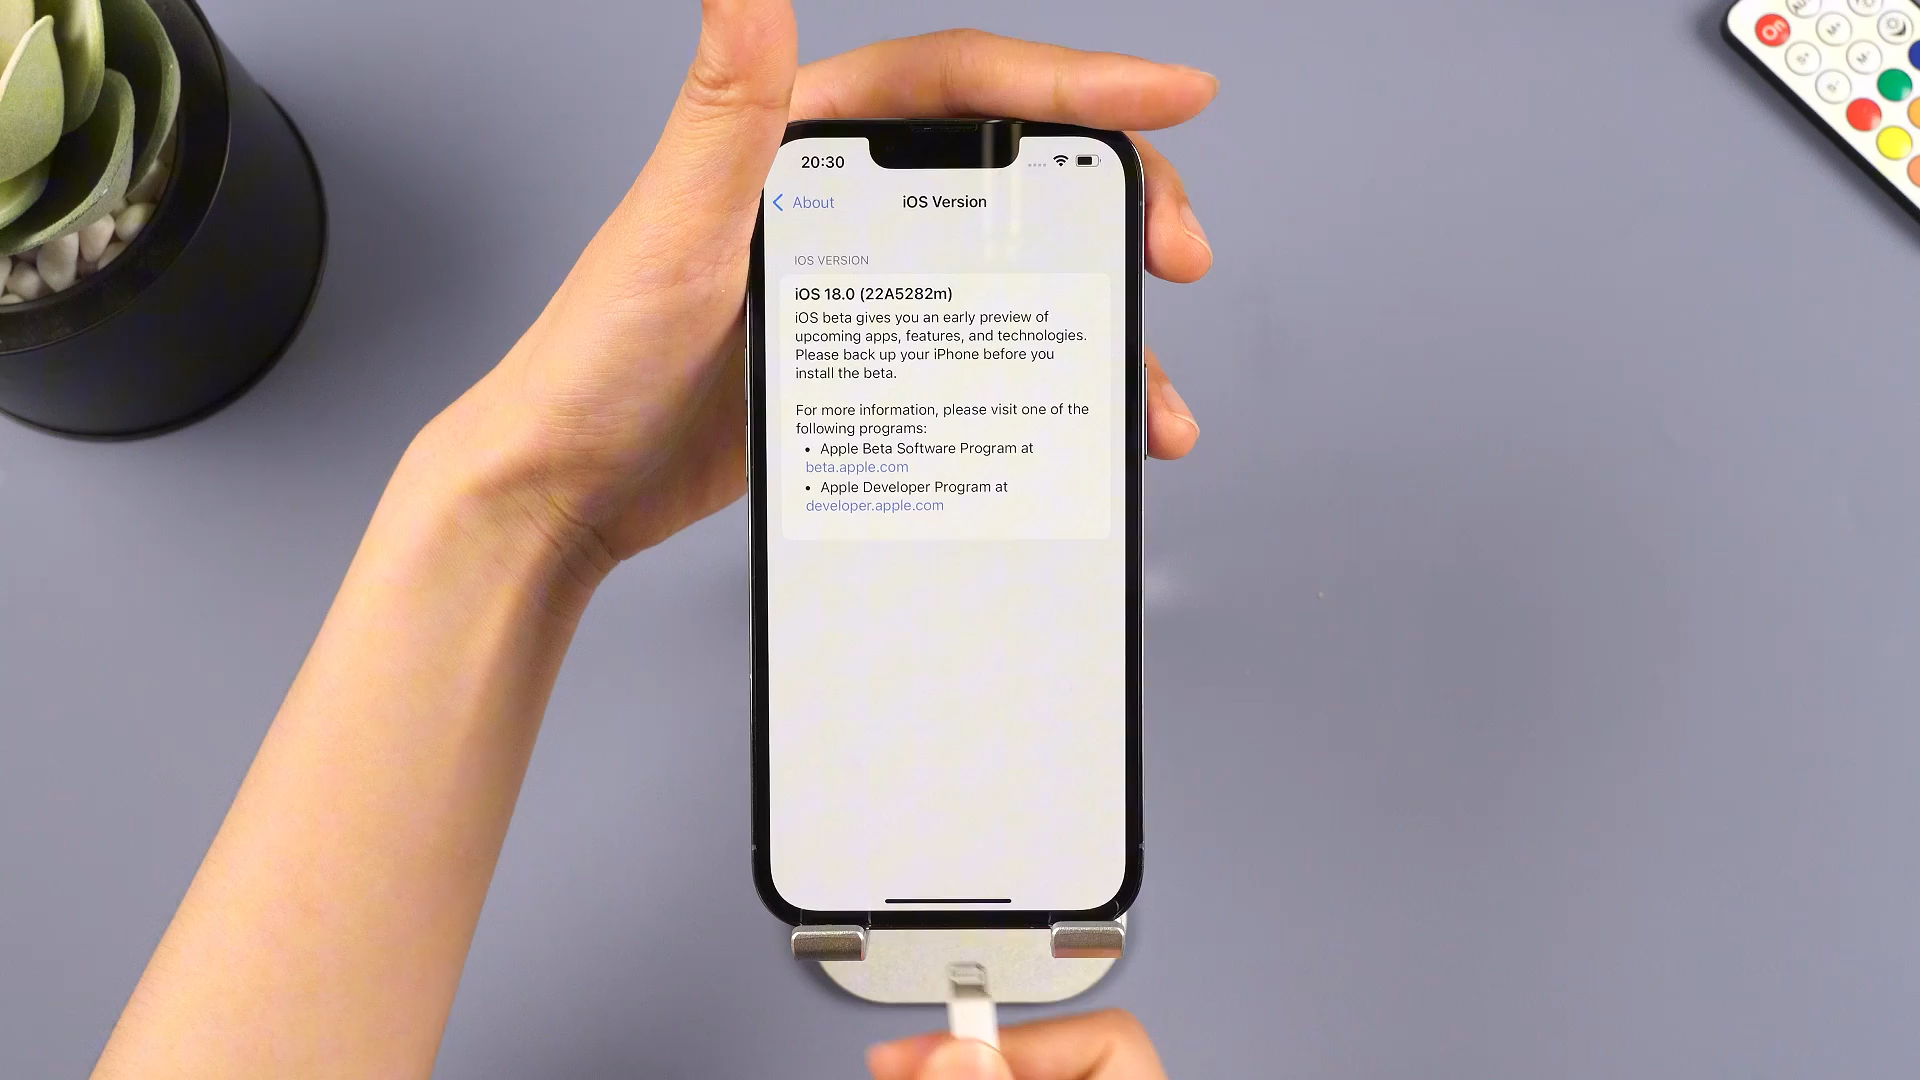 20:30
About
iOS Version
IOS VERSION
iOS 18.0 (22A5282m)
iOS beta gives you an early preview of
upcoming apps, features, and technologies.
Please back up your iPhone before you
install the beta.
For more information, please visit one of the
following programs:
• Apple Beta Software Program at
beta.apple.com
• Apple Developer Program at
developer.apple.com
On
M+
S+
M-
S-